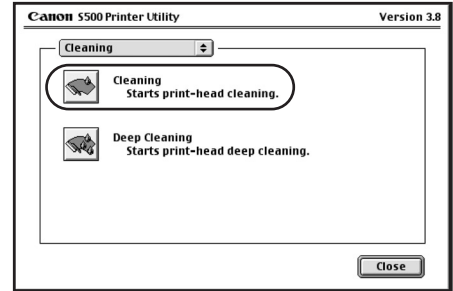 Canon S500 Printer Utility Version 3.8
Cleaning
Cleaning
Starts print-head cleaning.
Deep Cleaning
Starts print-head deep cleaning.
Close